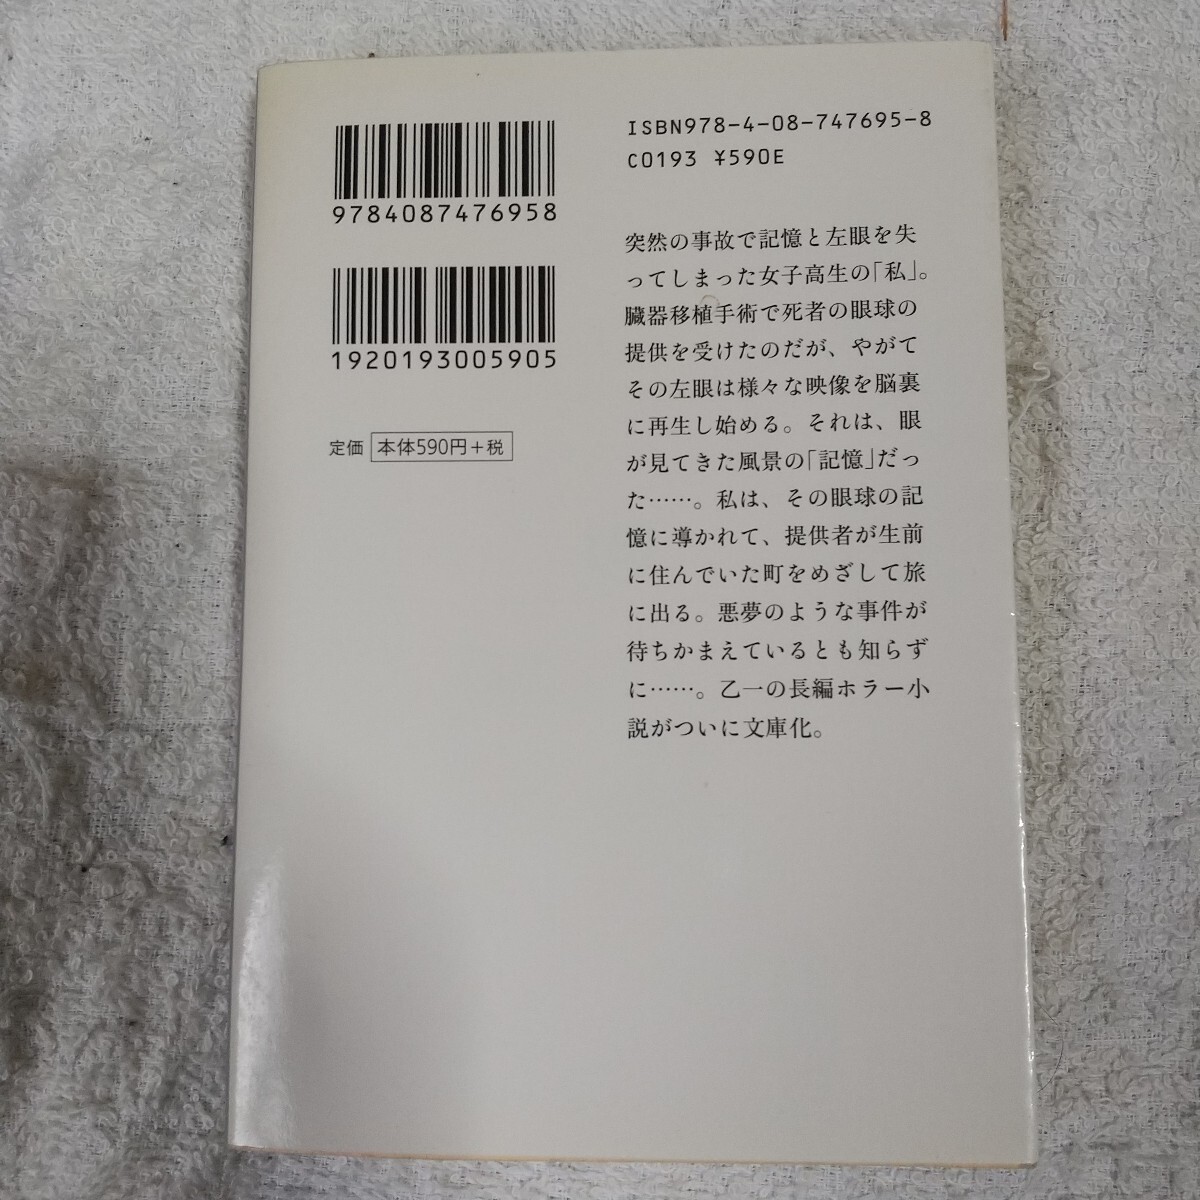 9784087476958
1920193005905
定価 本体590円+税
ISBN978-4-08-747695-8
C0193 ¥590E
突然の事故で記憶と左眼を失
ってしまった女子高生の「私」。
臓器移植手術で死者の眼球の
提供を受けたのだが、やがて
その左眼は様々な映像を脳裏
に再生し始める。それは、眼
が見てきた風景の「記憶」だっ
た……。私は、その眼球の記
憶に導かれて、提供者が生前
に住んでいた町をめざして旅
に出る。悪夢のような事件が
待ちかまえているとも知らず
に……。乙一の長編ホラー小
説がついに文庫化。